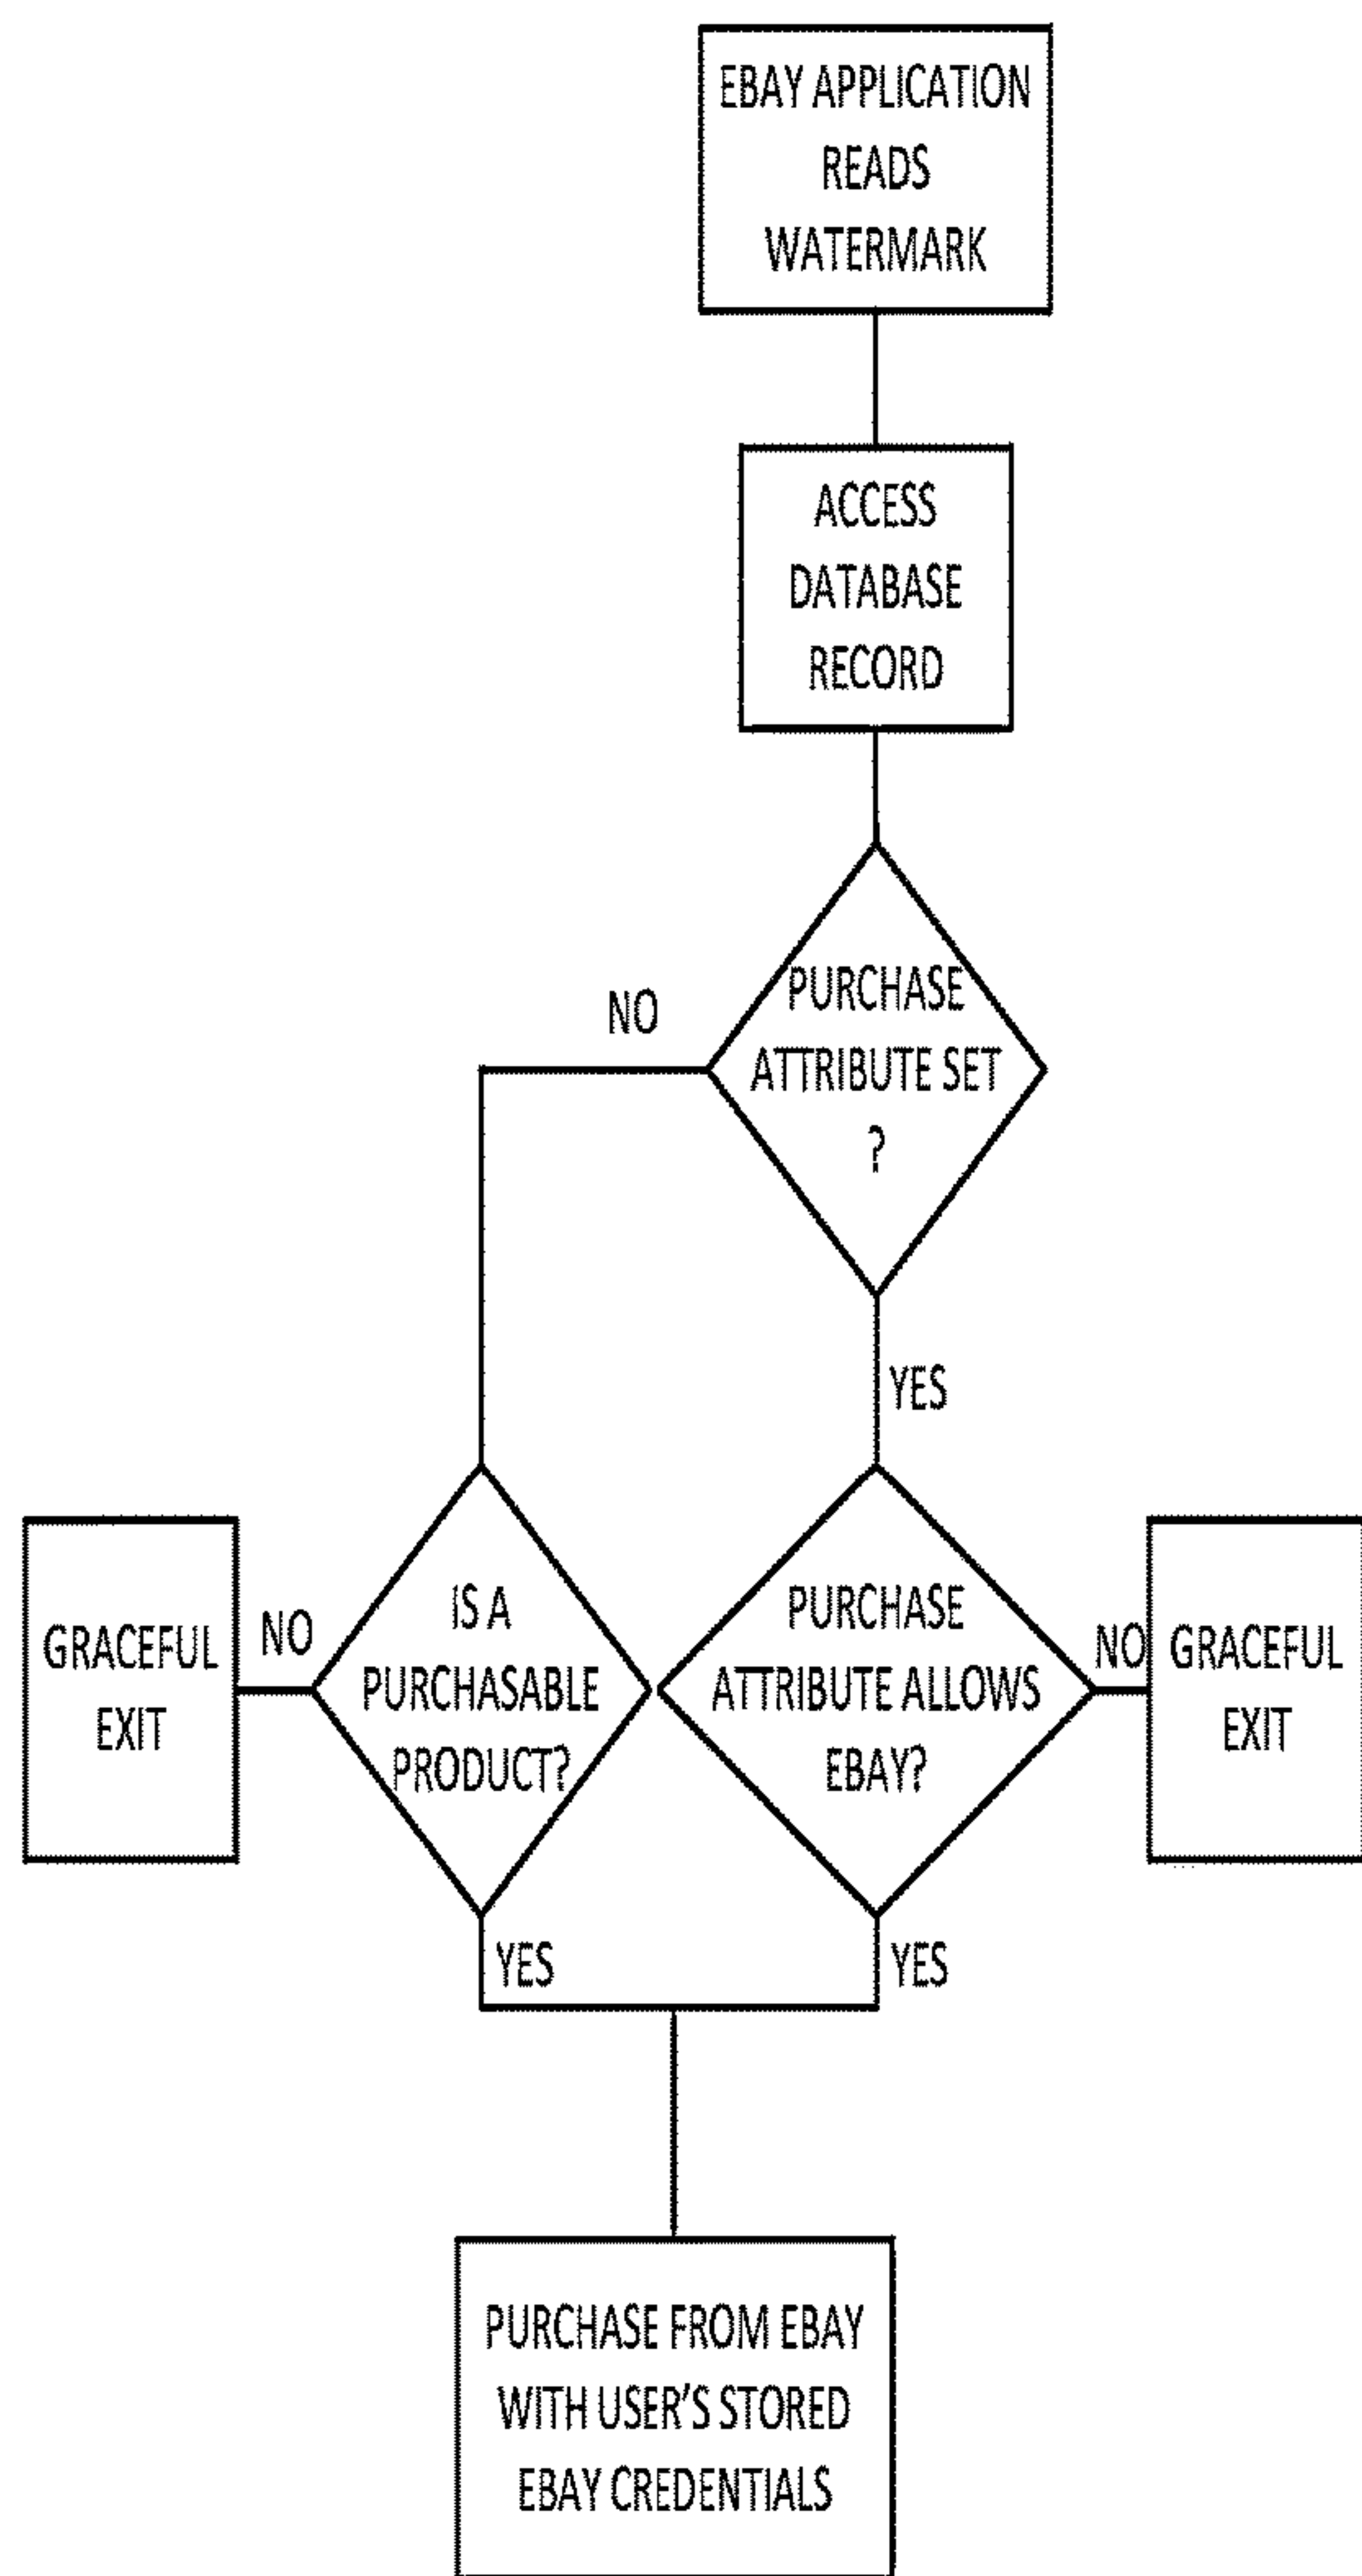 EBAY APPLICATION
READS
WATERMARK
ACCESS
DATABASE
RECORD
PURCHASE
ATTRIBUTE SET
?
NO
YES
GRACEFUL
EXIT
NO
IS A
PURCHASABLE
PRODUCT?
PURCHASE
ATTRIBUTE ALLOWS
EBAY?
NO
GRACEFUL
EXIT
YES
YES
PURCHASE FROM EBAY
WITH USER'S STORED
EBAY CREDENTIALS